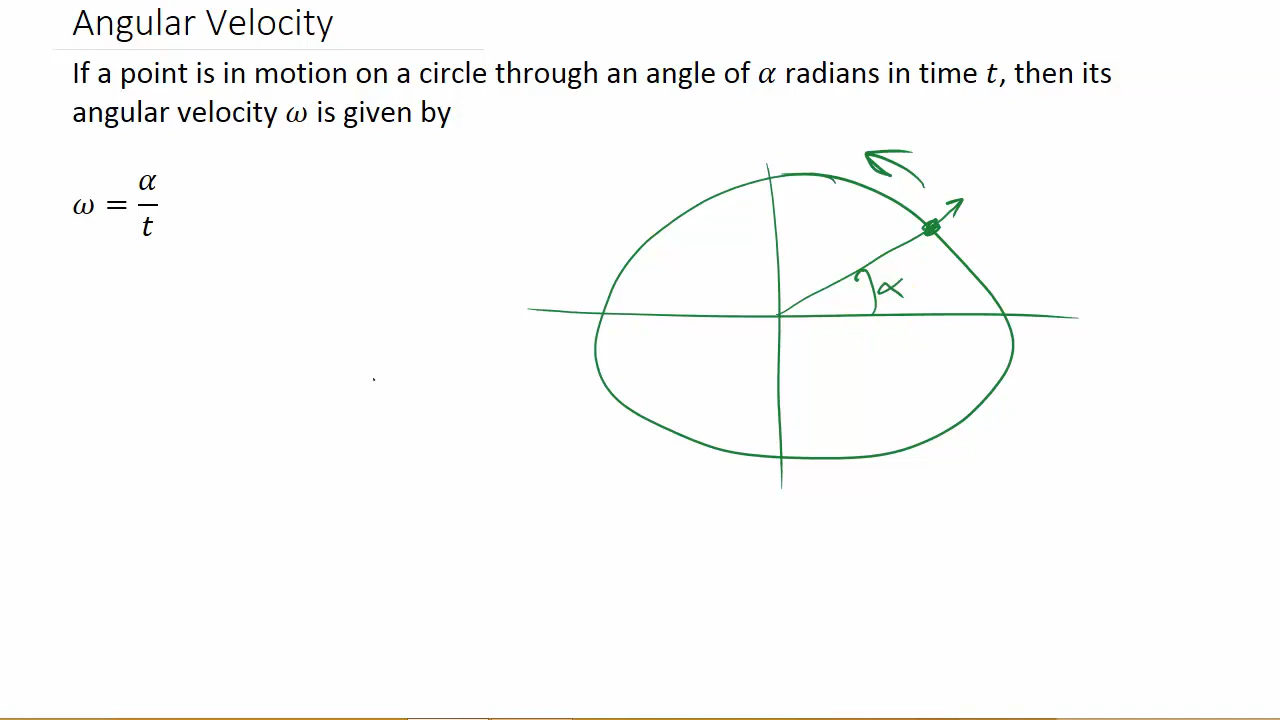 Angular Velocity
If a point is in motion on a circle through an angle of α radians in time t, then its
angular velocity ω is given by
ω = α/t
α